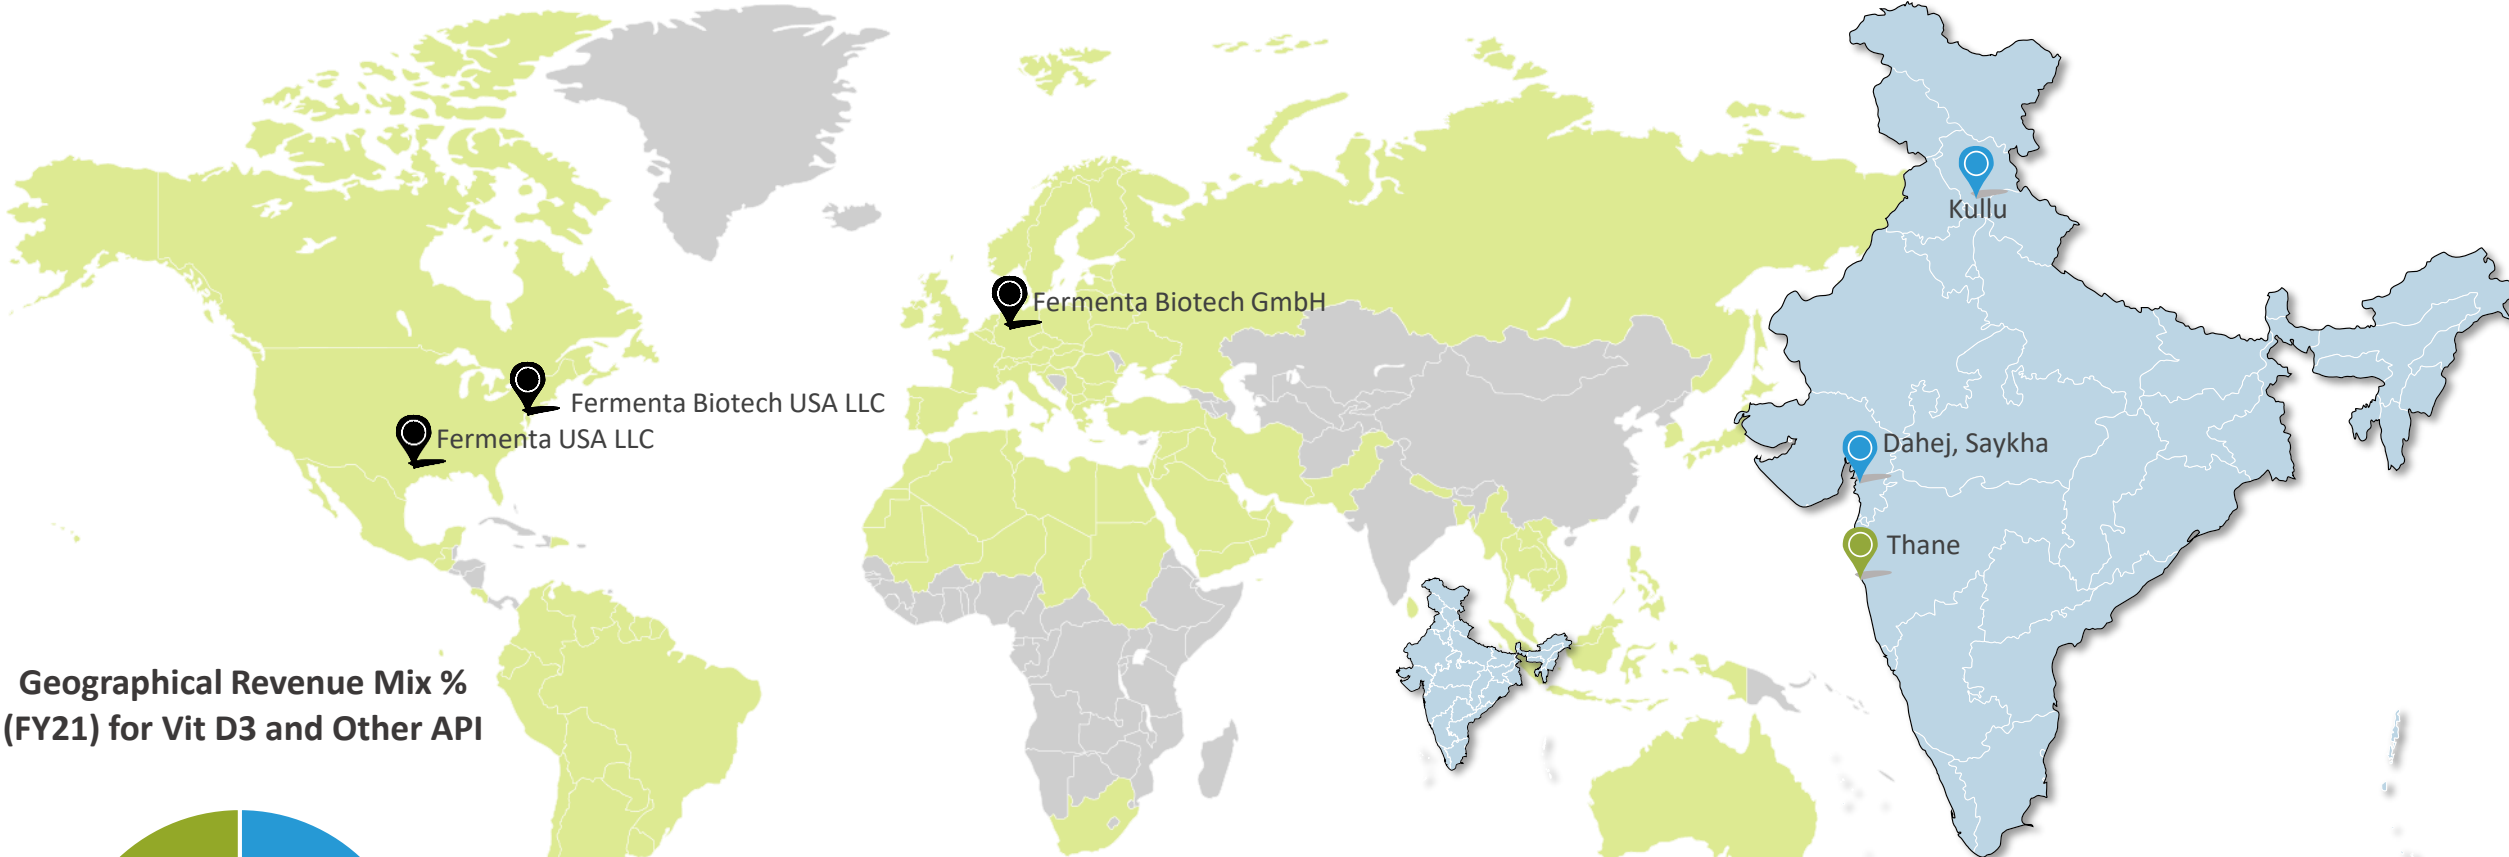 Kullu
Fermenta Biotech GmbH
Fermenta Biotech USA LLC
Fermenta USA LLC
Dahej, Saykha
Thane
Geographical Revenue Mix %
(FY21) for Vit D3 and Other API